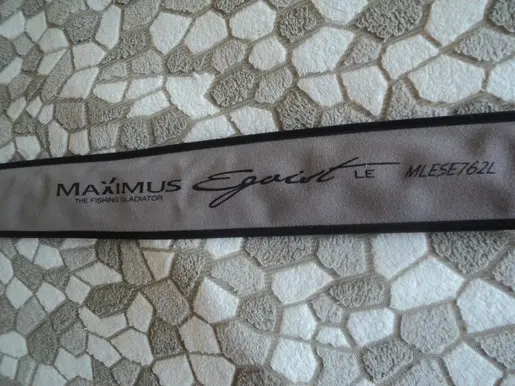 MAXIMUS Egoist LE MLESE762L
THE FISHING GLADIATOR